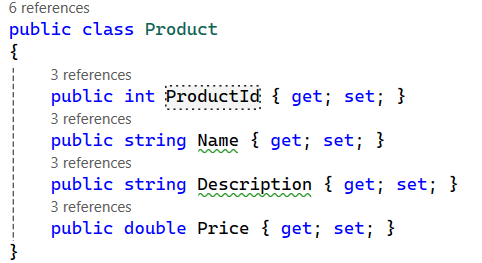 6 references
public class Product
{
3 references
public int ProductId { get; set; }
3 references
public string Name { get; set; }
3 references
public string Description { get; set; }
3 references
public double Price { get; set; }
}